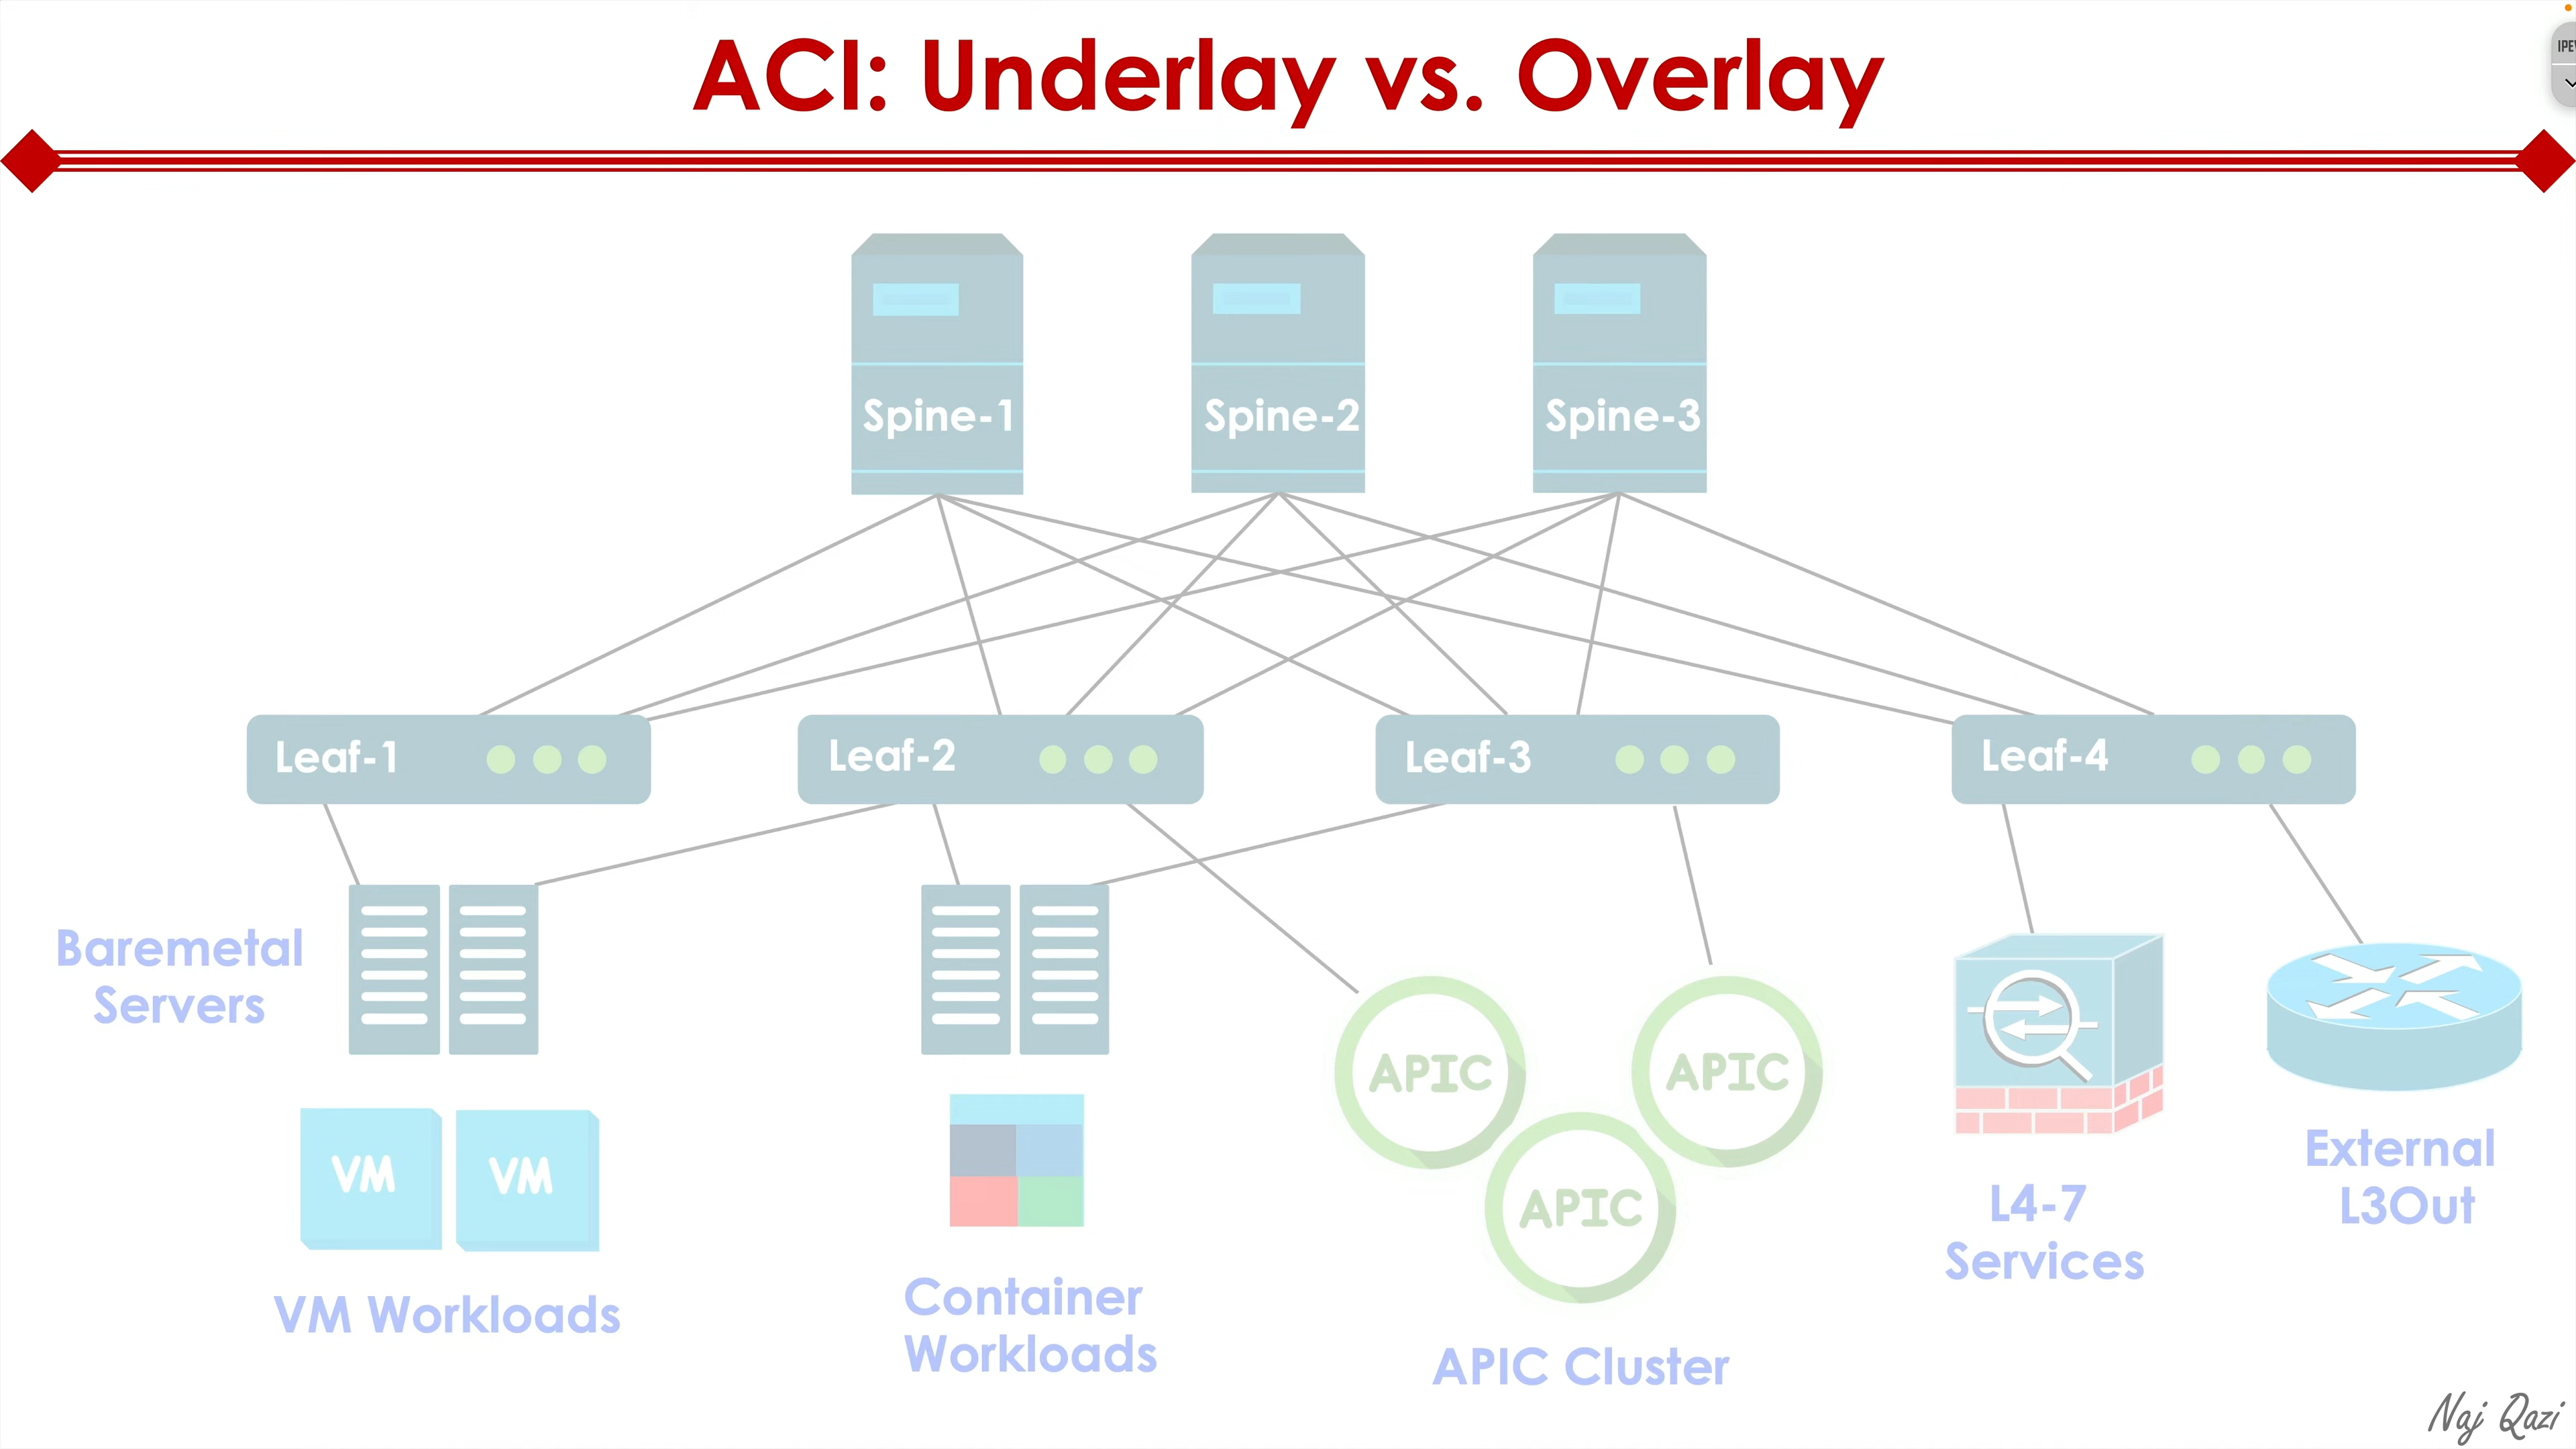 ACI: Underlay vs. Overlay
Spine-1
Spine-2
Spine-3
Leaf-1
Leaf-2
Leaf-3
Leaf-4
Baremetal
Servers
VM
VM
VM Workloads
Container
Workloads
APIC
APIC
APIC
APIC Cluster
L4-7
Services
External
L3Out
Naj Qazi